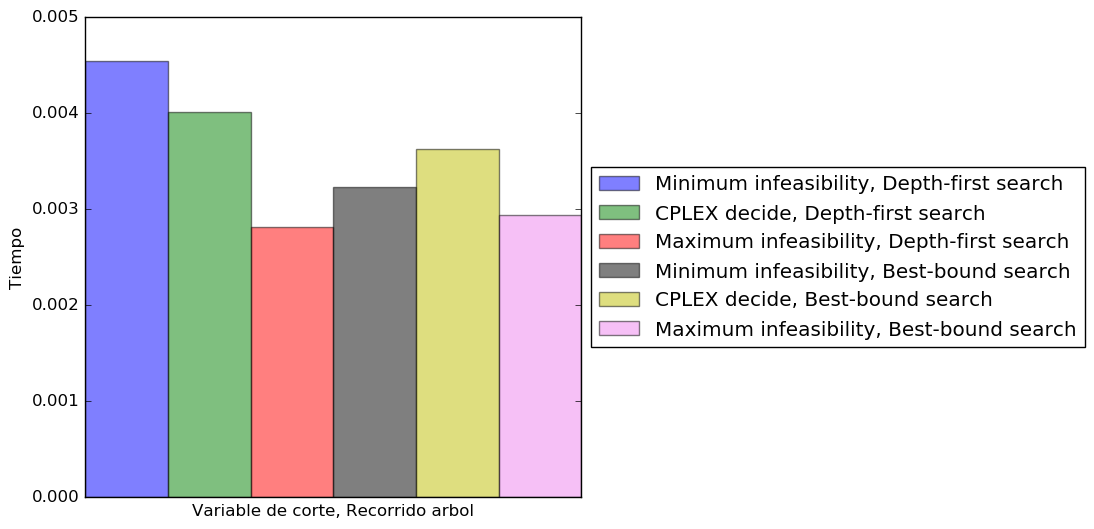 0.005
0.004
0.003
0.002
0.001
0.000
Tiempo
Variable de corte, Recorrido arbol
Minimum infeasibility, Depth-first search
CPLEX decide, Depth-first search
Maximum infeasibility, Depth-first search
Minimum infeasibility, Best-bound search
CPLEX decide, Best-bound search
Maximum infeasibility, Best-bound search